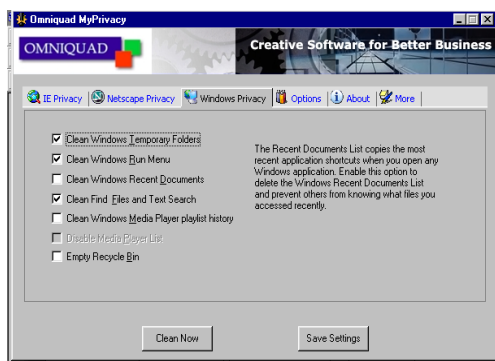 Omniquad MyPrivacy
OMNIQUAD
Creative Software for Better Business
IE Privacy
Netscape Privacy
Windows Privacy
Options
About
More
Clean Windows Temporary Folders
Clean Windows Run Menu
Clean Windows Recent Documents
Clean Find Files and Text Search
Clean Windows Media Player playlist history
Disable Media Player List
Empty Recycle Bin
The Recent Documents List copies the most
recent application shortcuts when you open any
Windows application. Enable this option to
delete the Windows Recent Documents List
and prevent others from knowing what files you
accessed recently.
Clean Now
Save Settings